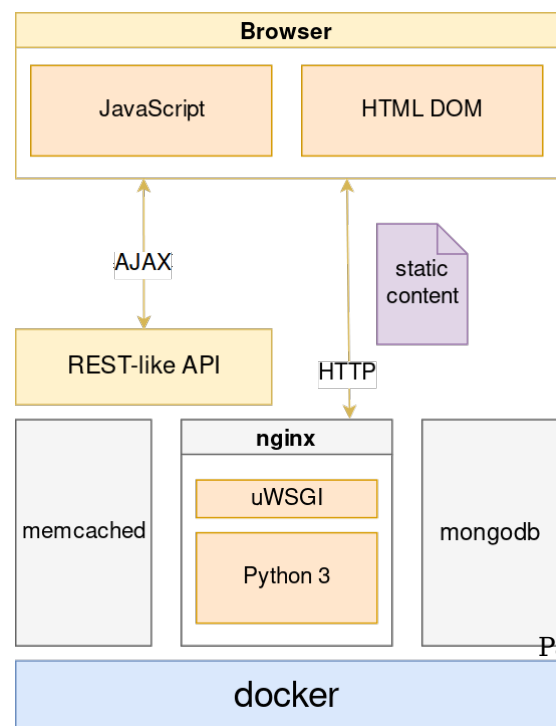 Browser
JavaScript
HTML DOM
AJAX
static
content
REST-like API
HTTP
nginx
uWSGI
memcached
mongodb
Python 3
docker